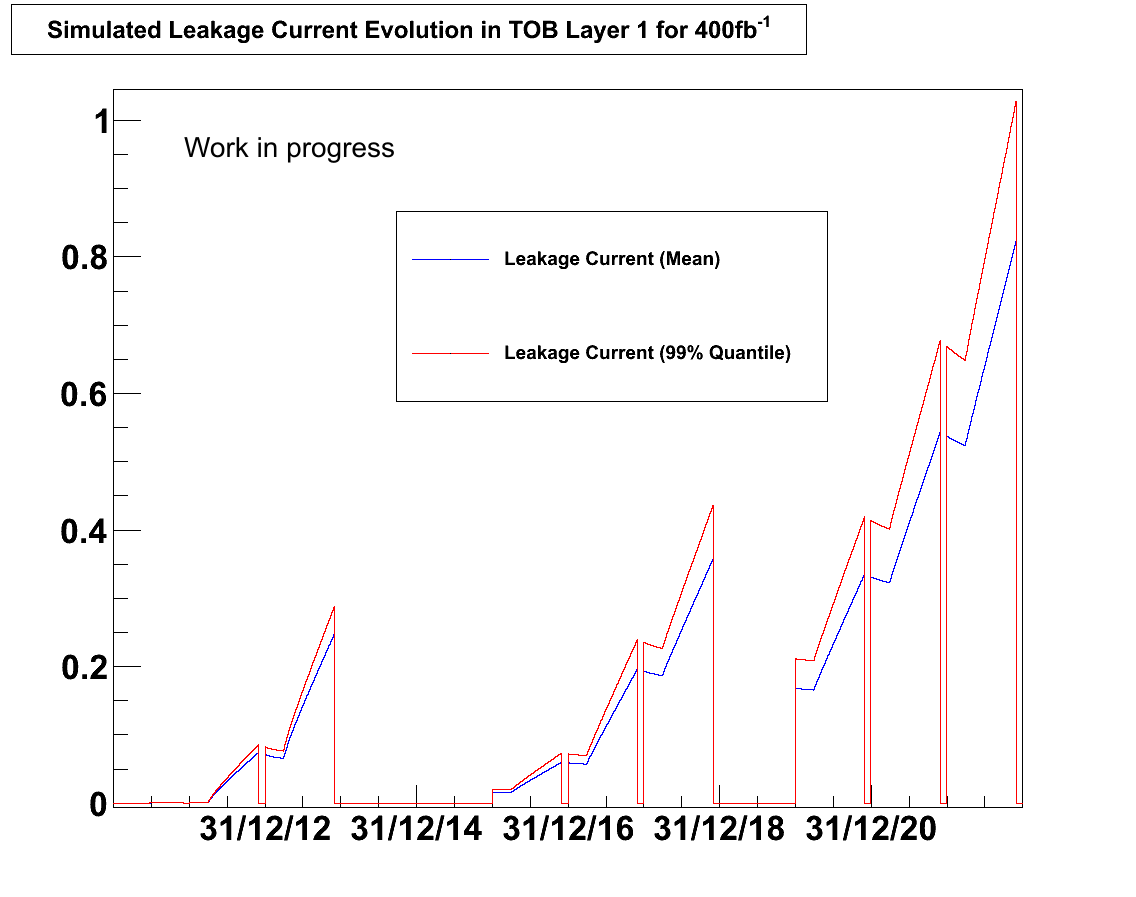 Simulated Leakage Current Evolution in TOB Layer 1 for 400fb-1
1
Work in progress
Leakage Current (Mean)
0.8
Leakage Current (99% Quantile)
0.6
0.4
0.2
0
31/12/12 31/12/14 31/12/16 31/12/18 31/12/20